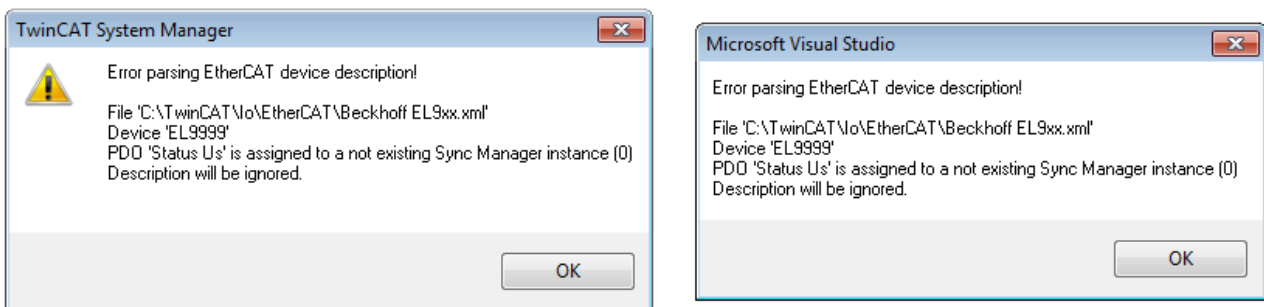 TwinCAT System Manager
Error parsing EtherCAT device description!
File 'C:\TwinCAT\Io\EtherCAT\Beckhoff EL9xx.xml'
Device 'EL9999'
PDO 'Status Us' is assigned to a not existing Sync Manager instance (0)
Description will be ignored.
OK
Microsoft Visual Studio
Error parsing EtherCAT device description!
File 'C:\TwinCAT\Io\EtherCAT\Beckhoff EL9xx.xml'
Device 'EL9999'
PDO 'Status Us' is assigned to a not existing Sync Manager instance (0)
Description will be ignored.
OK